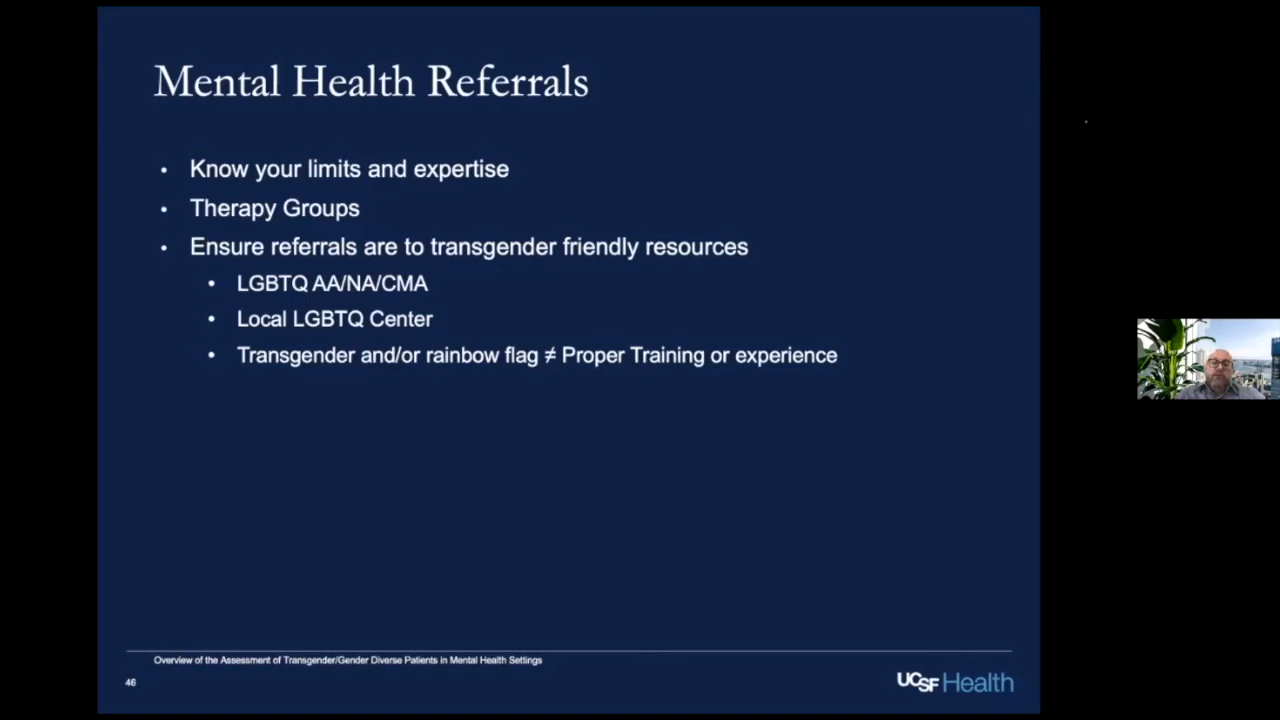 Mental Health Referrals
• Know your limits and expertise
• Therapy Groups
• Ensure referrals are to transgender friendly resources
• LGBTQ AA/NA/CMA
• Local LGBTQ Center
• Transgender and/or rainbow flag ≠ Proper Training or experience
Overview of the Assessment of Transgender/Gender Diverse Patients in Mental Health Settings
46
UCSF Health